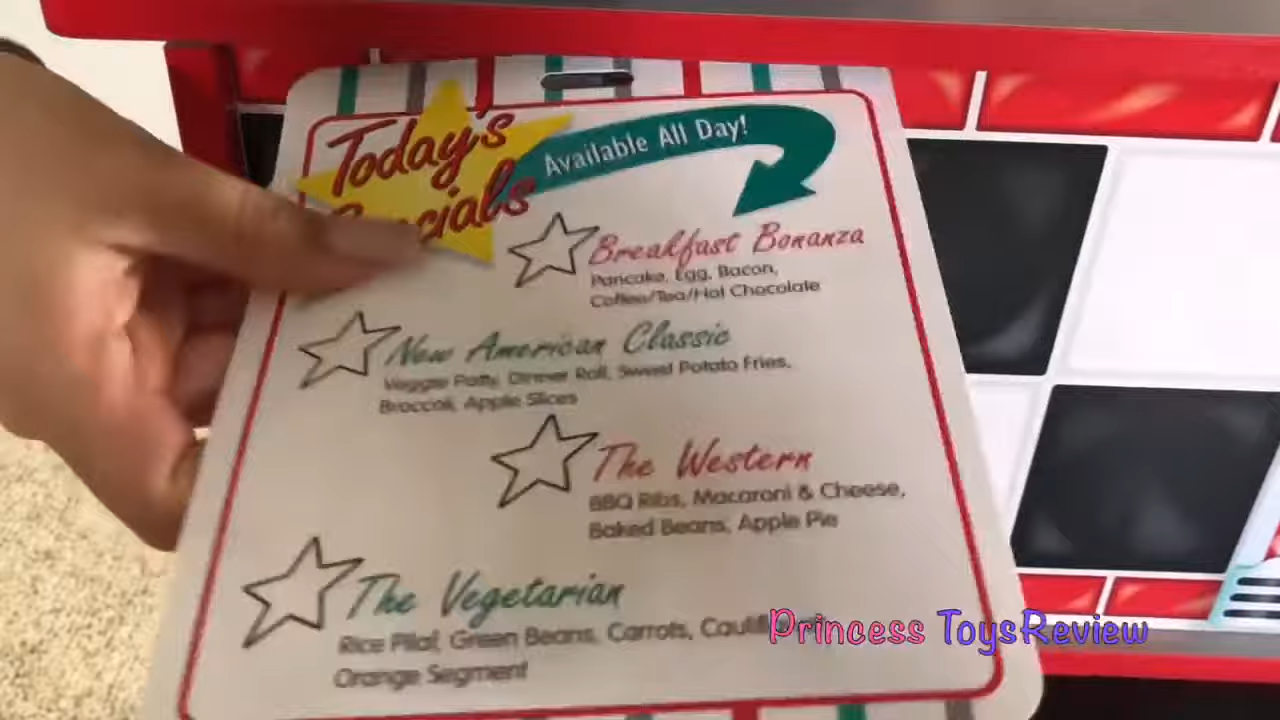 Today's
Specials
Available All Day!
Breakfast Bonanza
Pancake, Egg, Bacon,
Coffee/Tea/Hot Chocolate
New American Classic
Veggie Patty, Dinner Roll, Sweet Potato Fries,
Broccoli, Apple Slices
The Western
BBQ Ribs, Macaroni & Cheese,
Baked Beans, Apple Pie
The Vegetarian
Rice Pilaf, Green Beans, Carrots,
Orange Segment
Princess ToysReview